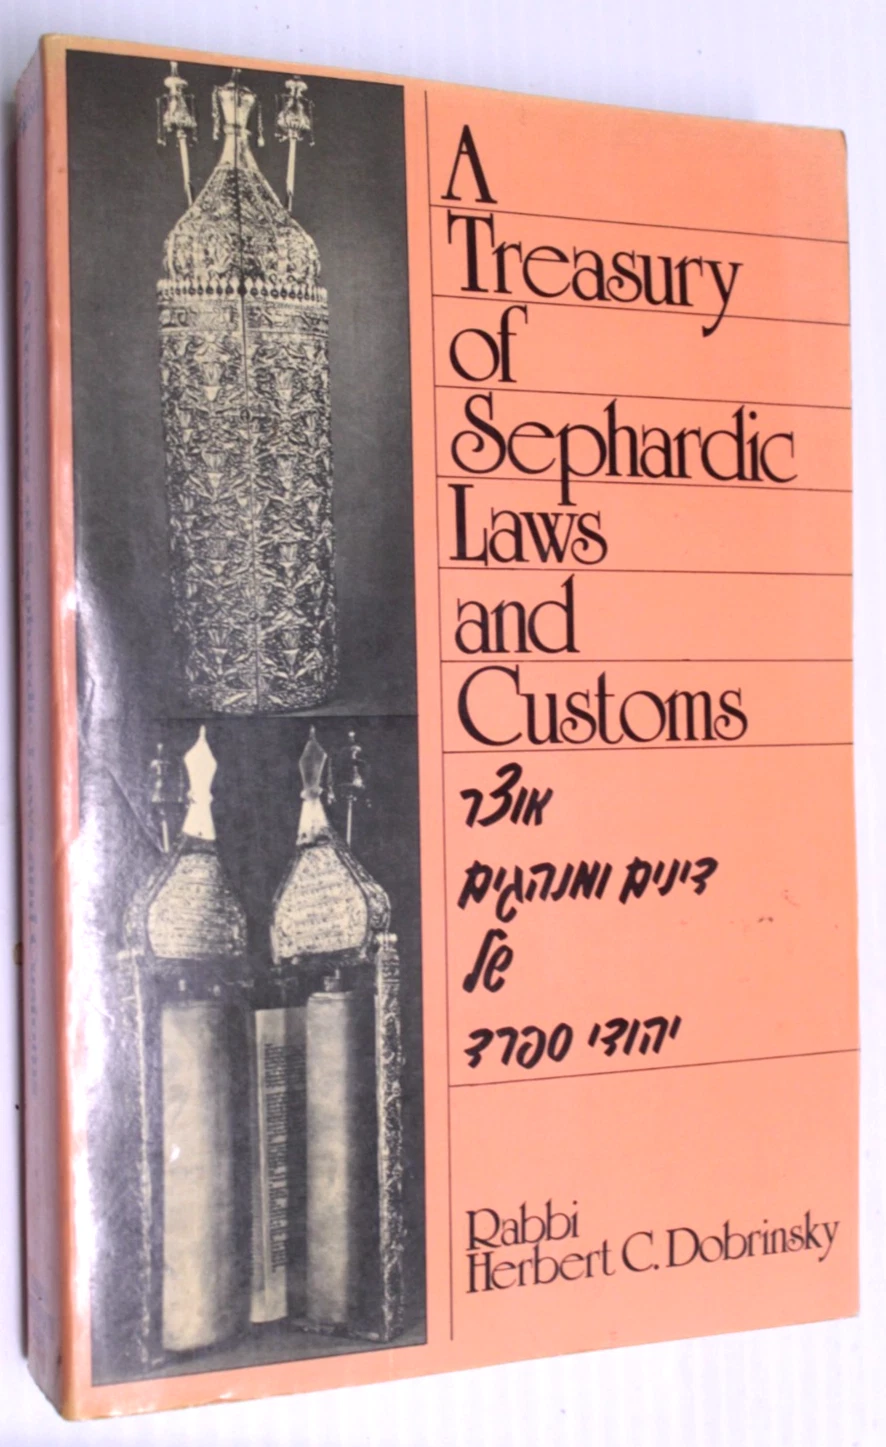 A
Treasury
of
Sephardic
Laws
and
Customs
אוצר
דינים ומנהגים
של
יהודי ספרד
Rabbi
Herbert C. Dobrinsky